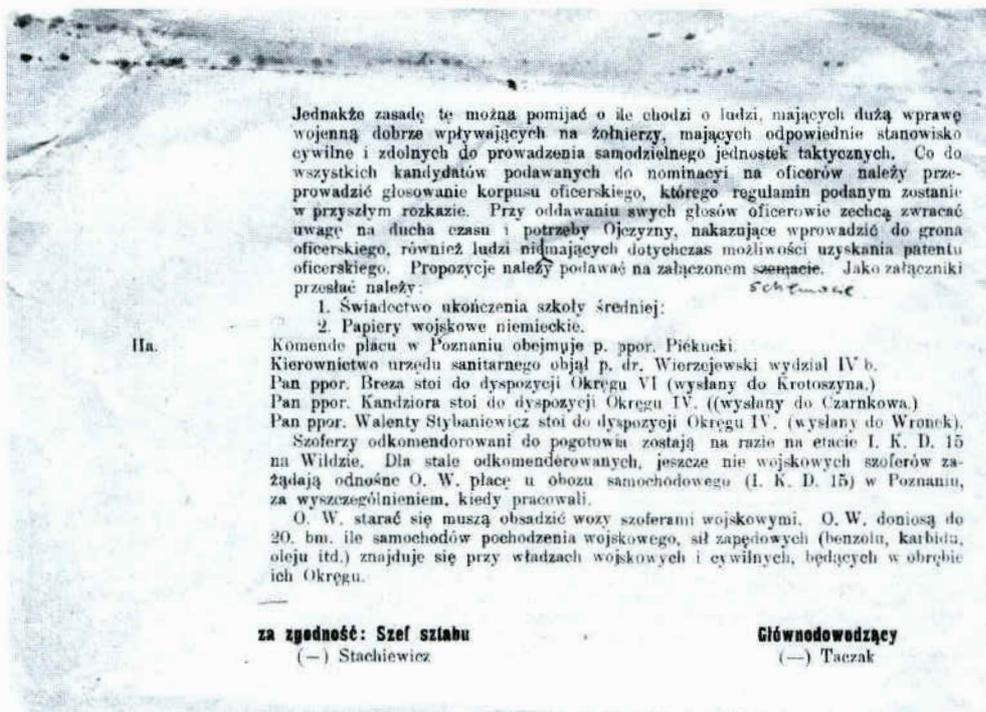 Jednakże zasadę tę można pomijać o ile chodzi o ludzi, mających dużą wprawę
wojenną dobrze wpływających na żołnierzy, mających odpowiednie stanowisko
cywilne i zdolnych do prowadzenia samodzielnego jednostek taktycznych. Co do
wszystkich kandydatów podawanych do nominacyi na oficerów należy prze-
prowadzić głosowanie korpusu oficerskiego, którego regulamin podanym zostanie
w przyszłym rozkazie. Przy oddawaniu swych głosów oficerowie zechcą zwracać
uwagę na ducha czasu i potrzeby Ojczyzny, nakazujące wprowadzić do grona
oficerskiego, również ludzi niemających dotychczas możliwości uzyskania patentu
oficerskiego. Propozycje należy podawać na załączonem szemacie. Jako załączniki
schemacie
przesłać należy:
1. Świadectwo ukończenia szkoły średniej:
2. Papiery wojskowe niemieckie.
IIa. Komendę placu w Poznaniu obejmuje p. ppor. Piékucki.
Kierownictwo urzędu sanitarnego objął p. dr. Wierzejewski wydział IV b.
Pan ppor. Breza stoi do dyspozycji Okręgu VI (wysłany do Krotoszyna.)
Pan ppor. Kandziora stoi do dyspozycji Okręgu IV. ((wysłany do Czarnkowa.)
Pan ppor. Walenty Stybaniewicz stoi do dyspozycji Okręgu IV. (wysłany do Wronek).
Szoferzy odkomendorowani do pogotowia zostają na razie na etacie I. K. D. 15
na Wildzie. Dla stale odkomenderowanych, jeszcze nie wojskowych szoferów za-
żądają odnośne O. W. płacę u obozu samochodowego (I. K. D. 15) w Poznaniu,
za wyszczególnieniem, kiedy pracowali.
O. W. starać się muszą obsadzić wozy szoferami wojskowymi. O. W. doniosą do
20. bm. ile samochodów pochodzenia wojskowego, sił zapędowych (benzolu, karbidu,
oleju itd.) znajduje się przy władzach wojskowych i cywilnych, będących w obrębie
ich Okręgu.
za zgodność: Szef sztabu Głównodowodzący
(—) Stachiewicz (—) Taczak